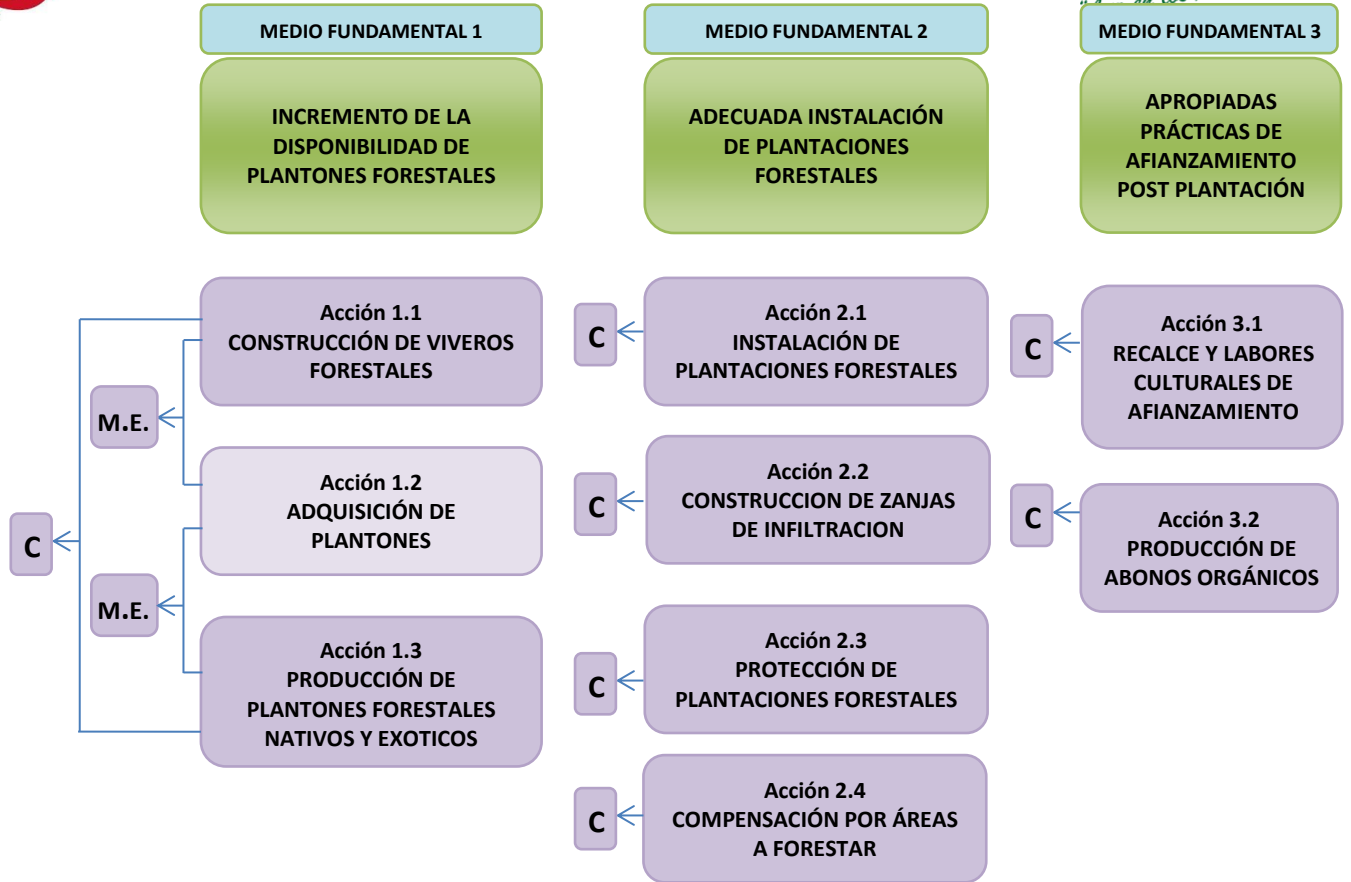 MEDIO FUNDAMENTAL 1
INCREMENTO DE LA
DISPONIBILIDAD DE
PLANTONES FORESTALES
Acción 1.1
CONSTRUCCIÓN DE VIVEROS
FORESTALES
M.E.
Acción 1.2
ADQUISICIÓN DE
PLANTONES
C
M.E.
Acción 1.3
PRODUCCIÓN DE
PLANTONES FORESTALES
NATIVOS Y EXOTICOS
MEDIO FUNDAMENTAL 2
ADECUADA INSTALACIÓN
DE PLANTACIONES
FORESTALES
C
Acción 2.1
INSTALACIÓN DE
PLANTACIONES FORESTALES
C
Acción 2.2
CONSTRUCCION DE ZANJAS
DE INFILTRACION
C
Acción 2.3
PROTECCIÓN DE
PLANTACIONES FORESTALES
C
Acción 2.4
COMPENSACIÓN POR ÁREAS
A FORESTAR
MEDIO FUNDAMENTAL 3
APROPIADAS
PRÁCTICAS DE
AFIANZAMIENTO
POST PLANTACIÓN
C
Acción 3.1
RECALCE Y LABORES
CULTURALES DE
AFIANZAMIENTO
C
Acción 3.2
PRODUCCIÓN DE
ABONOS ORGÁNICOS